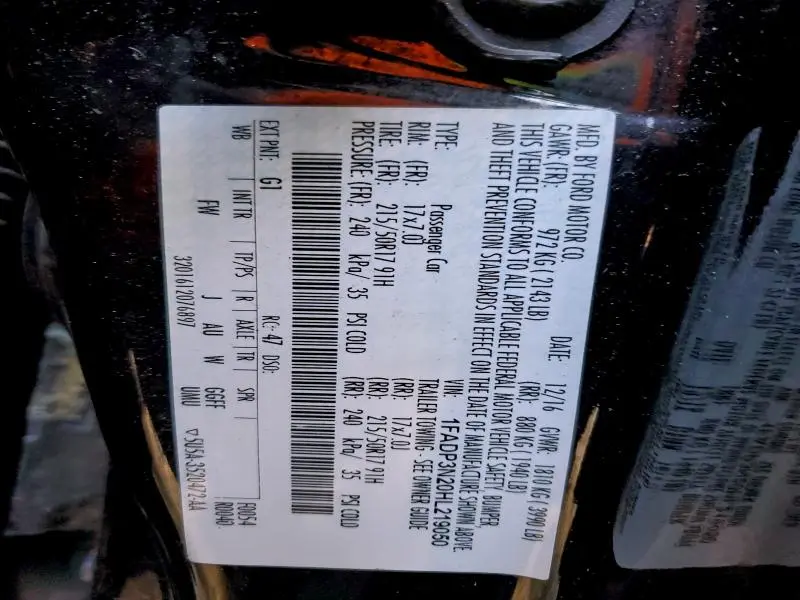 MFD. BY FORD MOTOR CO.
DATE: 12/16 GVWR: 1810 KG ( 3990 LB)
GAWR: (FR): 972 KG ( 2143 LB) (RR): 880 KG ( 1940 LB)
THIS VEHICLE CONFORMS TO ALL APPLICABLE FEDERAL MOTOR VEHICLE SAFETY, BUMPER,
AND THEFT PREVENTION STANDARDS IN EFFECT ON THE DATE OF MANUFACTURE SHOWN ABOVE.
VIN: 1FADP3N20HL219050
TYPE: Passenger Car TRAILER TOWING - SEE OWNER GUIDE
RIM: (FR): 17x7.0J (RR): 17x7.0J
TIRE: (FR): 215/50R17 91H (RR): 215/50R17 91H
PRESSURE: (FR): 240 kPa/ 35 PSI COLD (RR): 240 kPa/ 35 PSI COLD
EXT PNT: G1 RC: 47 DSO:
WB INT TR TP/PS R AXLE TR SPR
FW J AU W GGFF
3701612076897 UNU